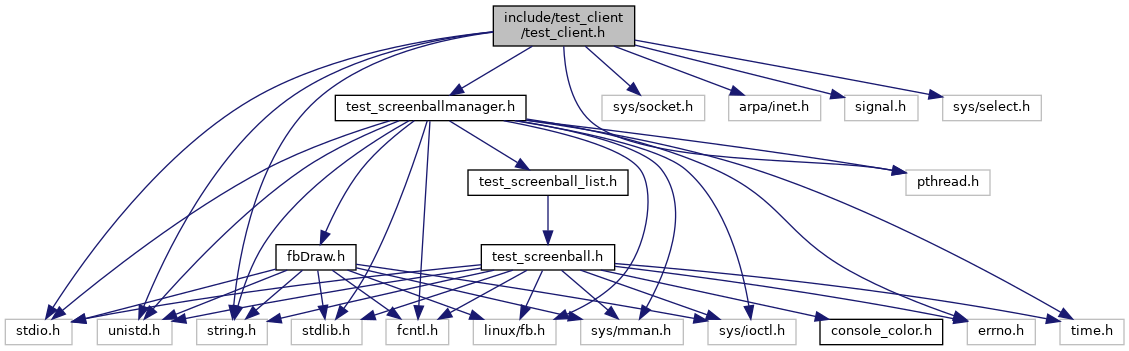 include/test_client
/test_client.h
test_screenballmanager.h
sys/socket.h
arpa/inet.h
signal.h
sys/select.h
test_screenball_list.h
pthread.h
fbDraw.h
test_screenball.h
stdio.h
unistd.h
string.h
stdlib.h
fcntl.h
linux/fb.h
sys/mman.h
sys/ioctl.h
console_color.h
errno.h
time.h